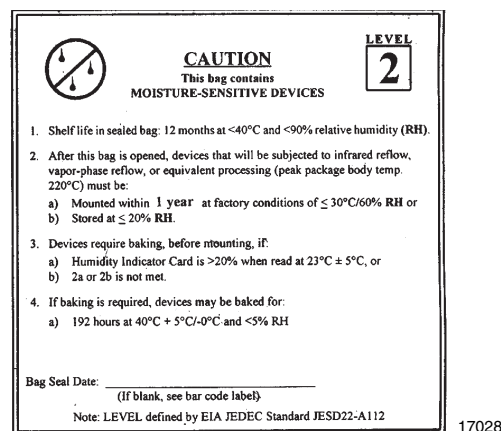 LEVEL
2
CAUTION
This bag contains
MOISTURE-SENSITIVE DEVICES
1. Shelf life in sealed bag: 12 months at <40°C and <90% relative humidity (RH).
2. After this bag is opened, devices that will be subjected to infrared reflow,
vapor-phase reflow, or equivalent processing (peak package body temp.
220°C) must be:
a) Mounted within 1 year at factory conditions of ≤ 30°C/60% RH or
b) Stored at ≤ 20% RH.
3. Devices require baking, before mounting, if:
a) Humidity Indicator Card is >20% when read at 23°C ± 5°C, or
b) 2a or 2b is not met.
4. If baking is required, devices may be baked for:
a) 192 hours at 40°C + 5°C/-0°C and <5% RH
Bag Seal Date:
(If blank, see bar code label)
Note: LEVEL defined by EIA JEDEC Standard JESD22-A112
17028